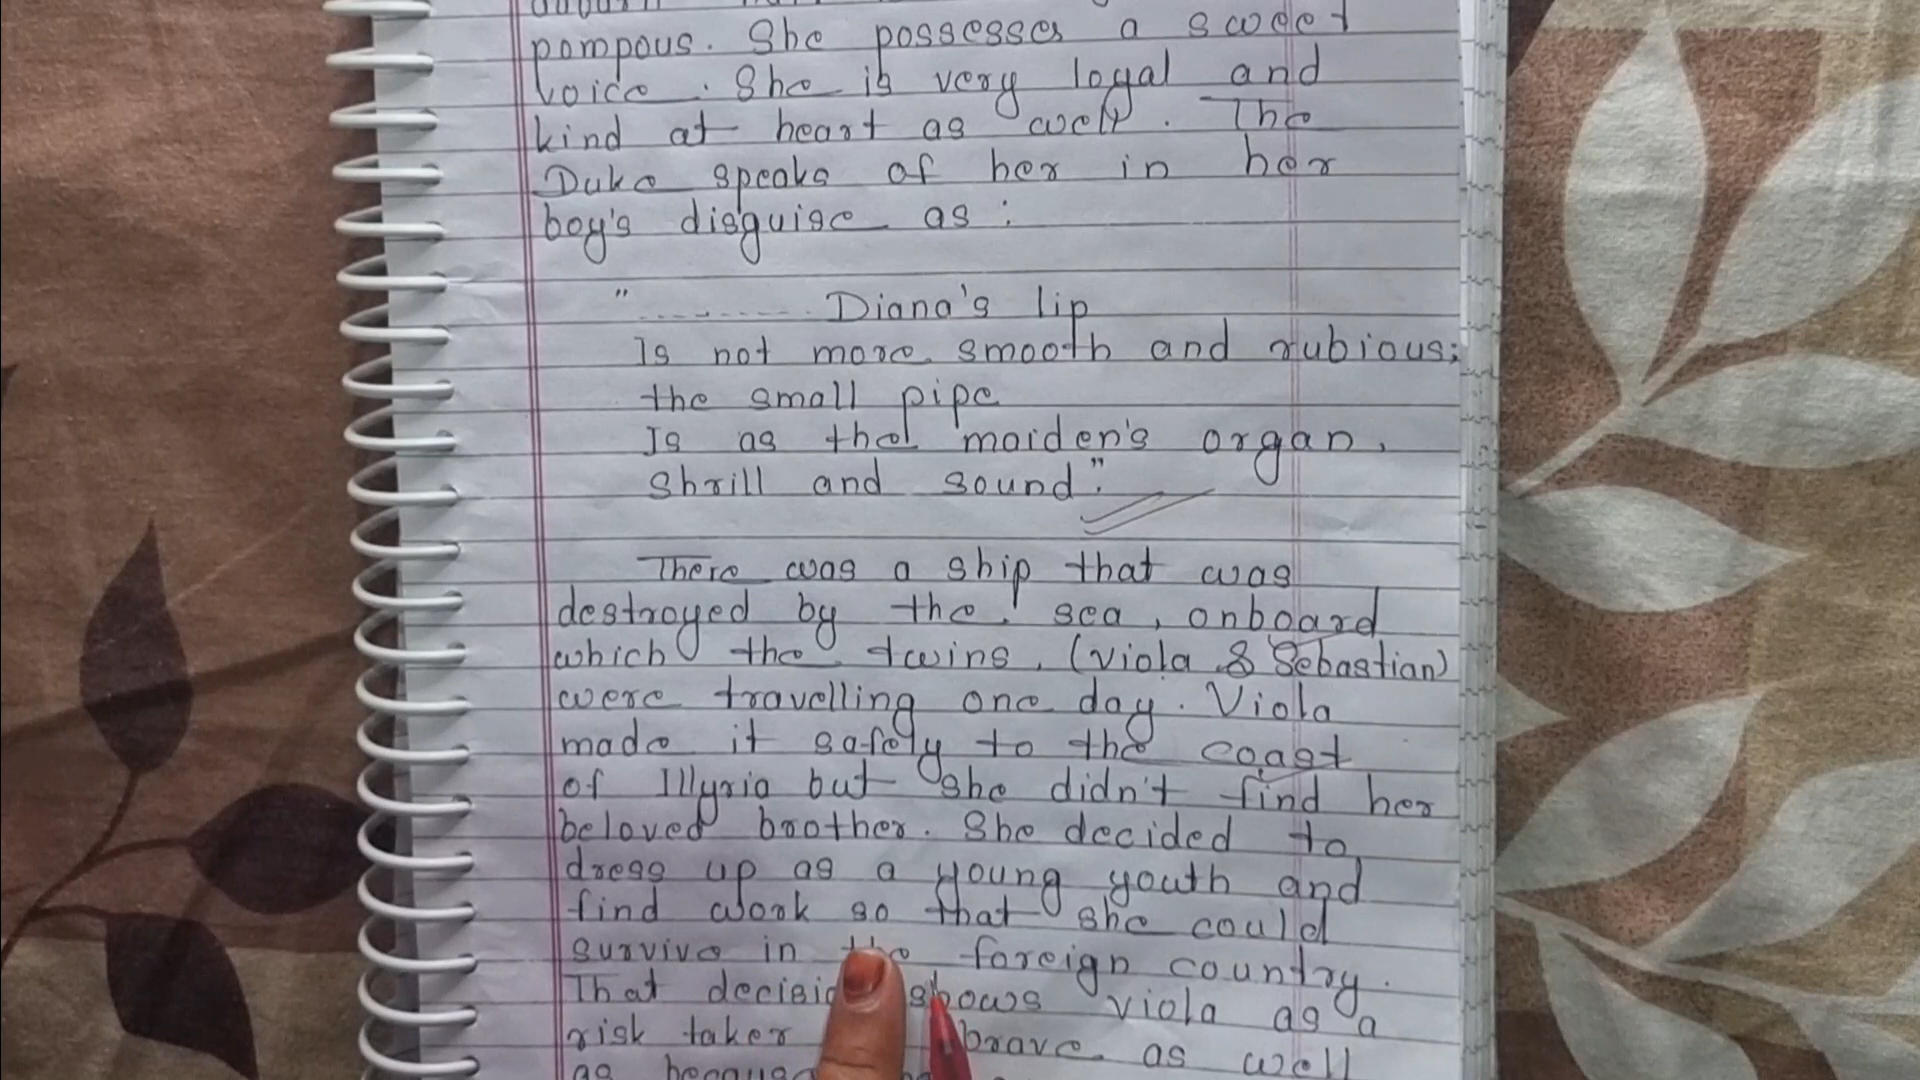 pompous. She possesses a sweet
voice. She is very loyal and
kind at heart as well. The
Duke speaks of her in her
boy's disguise as:
".......... Diana's lip
Is not more smooth and rubious;
the small pipe
Is as the maiden's organ,
Shrill and sound."
There was a ship that was
destroyed by the sea, onboard
which the twins, (Viola & Sebastian)
were travelling one day. Viola
made it safely to the coast
of Illyria but she didn't find her
beloved brother. She decided to
dress up as a young youth and
find work so that she could
survive in the foreign country.
That shows Viola as a
risk taker brave as well
as